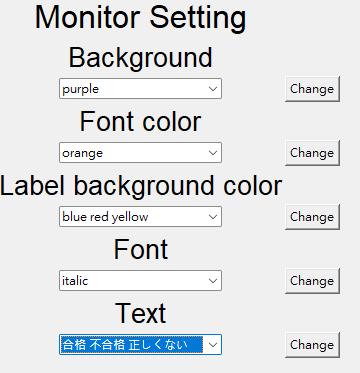 Monitor Setting
Background
purple
Change
Font color
orange
Change
Label background color
blue red yellow
Change
Font
italic
Change
Text
合格 不合格 正しくない
Change